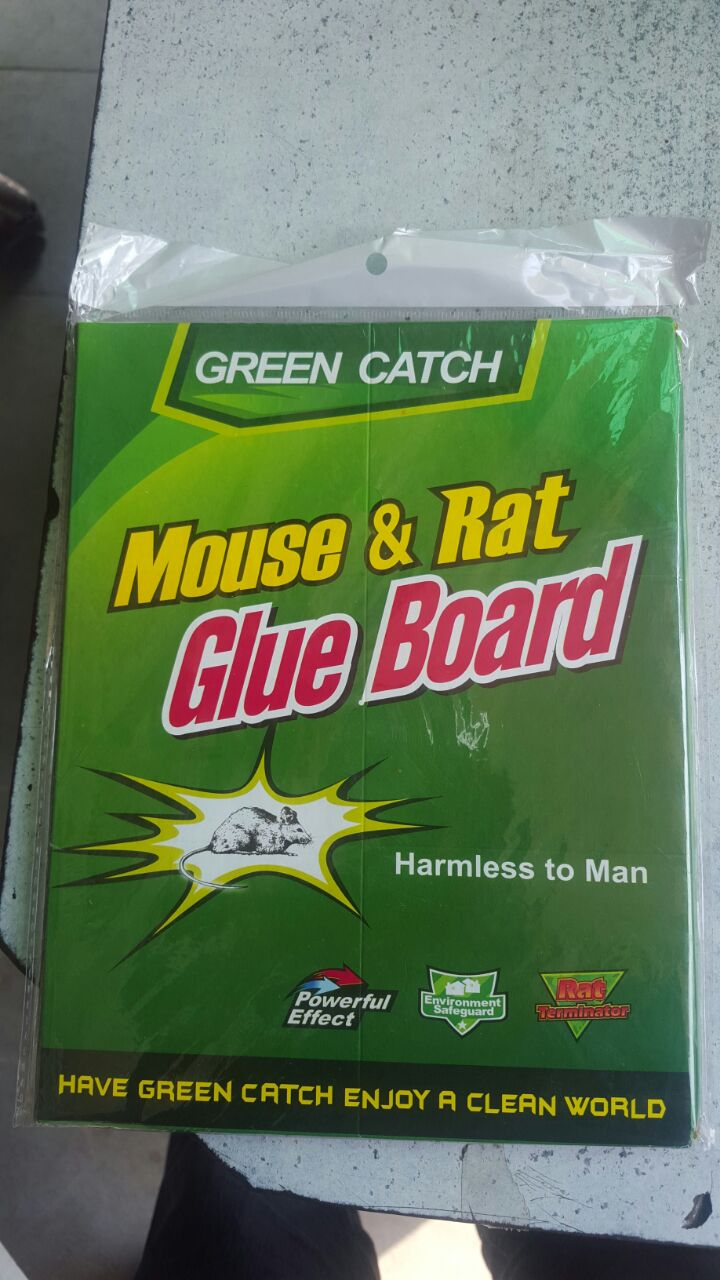 GREEN CATCH
Mouse & Rat
Glue Board
Harmless to Man
Powerful
Effect
Environment
Safeguard
Rat
Terminator
HAVE GREEN CATCH ENJOY A CLEAN WORLD